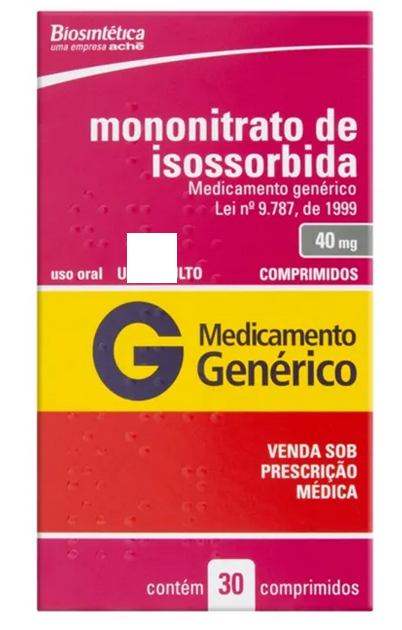 Biosintética
uma empresa achē
mononitrato de
isossorbida
Medicamento genérico
Lei nº 9.787, de 1999
40 mg
uso oral COMPRIMIDOS
G Medicamento
Genérico
VENDA SOB
PRESCRIÇÃO
MÉDICA
contém 30 comprimidos